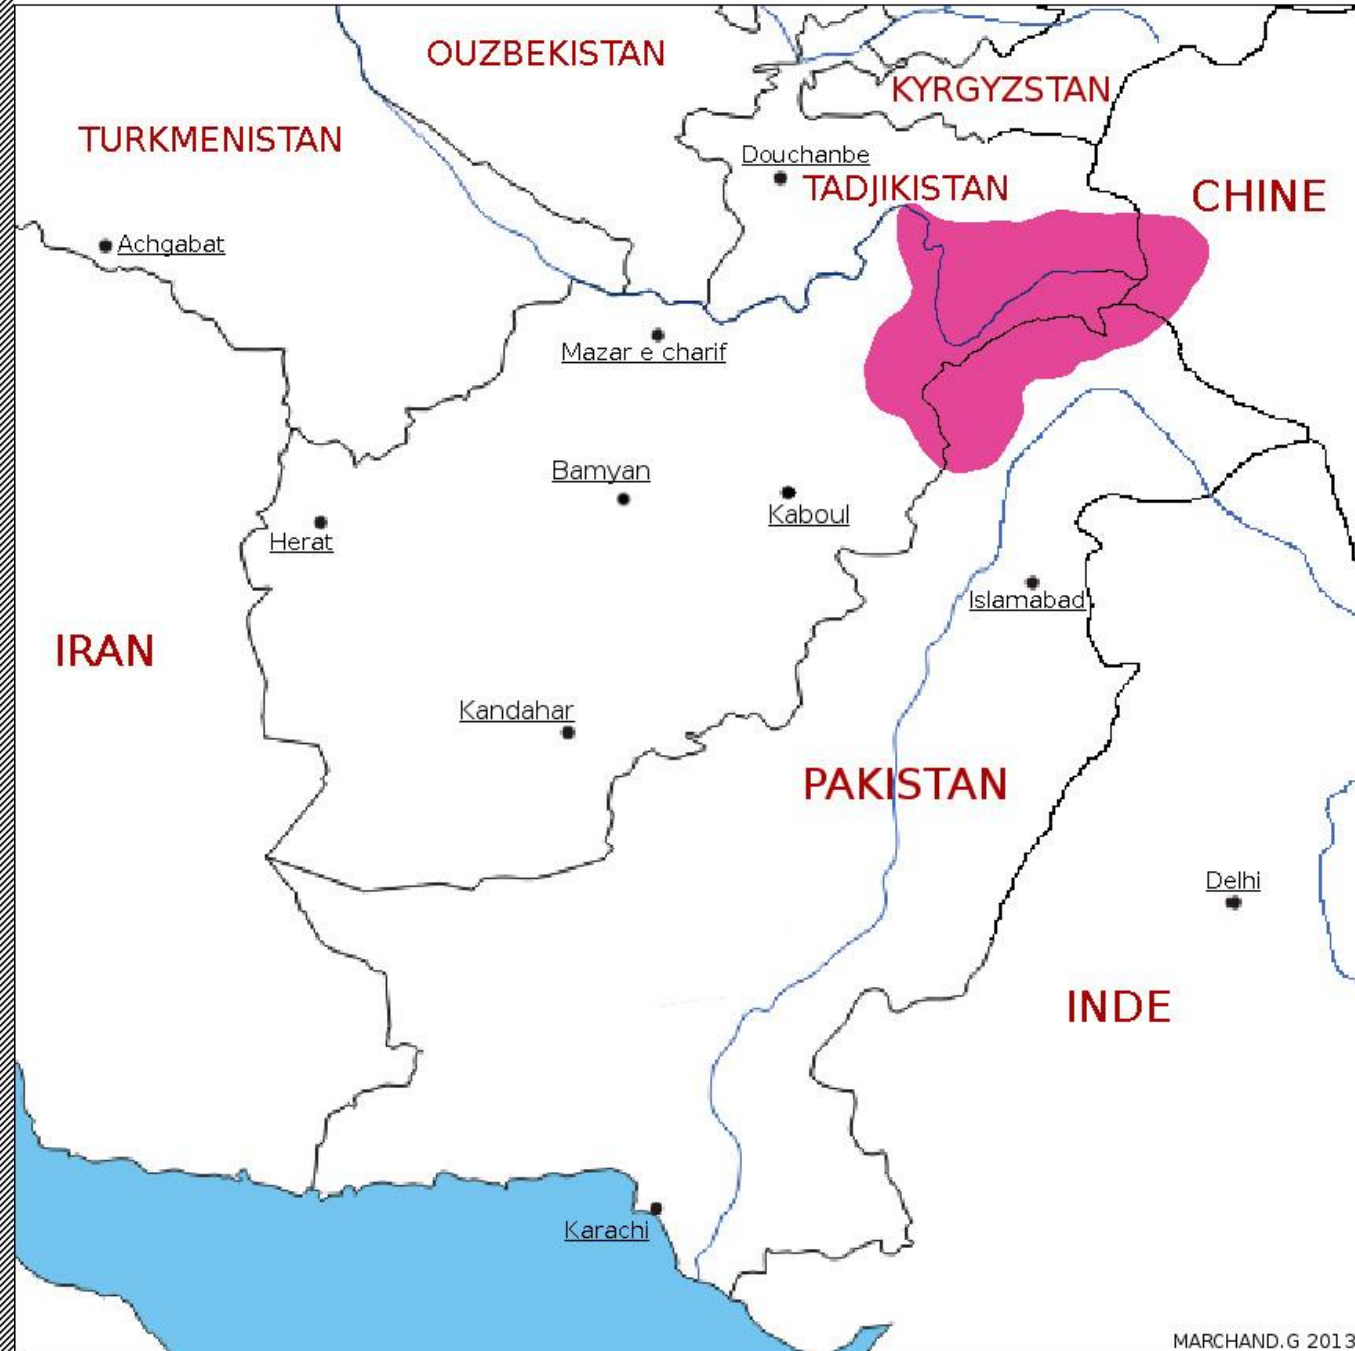 OUZBEKISTAN
KYRGYZSTAN
TURKMENISTAN
Douchanbe
TADJIKISTAN
CHINE
Achgabat
Mazar e charif
Bamyan
Kaboul
Herat
Islamabad
IRAN
Kandahar
PAKISTAN
Delhi
INDE
Karachi
MARCHAND.G 2013